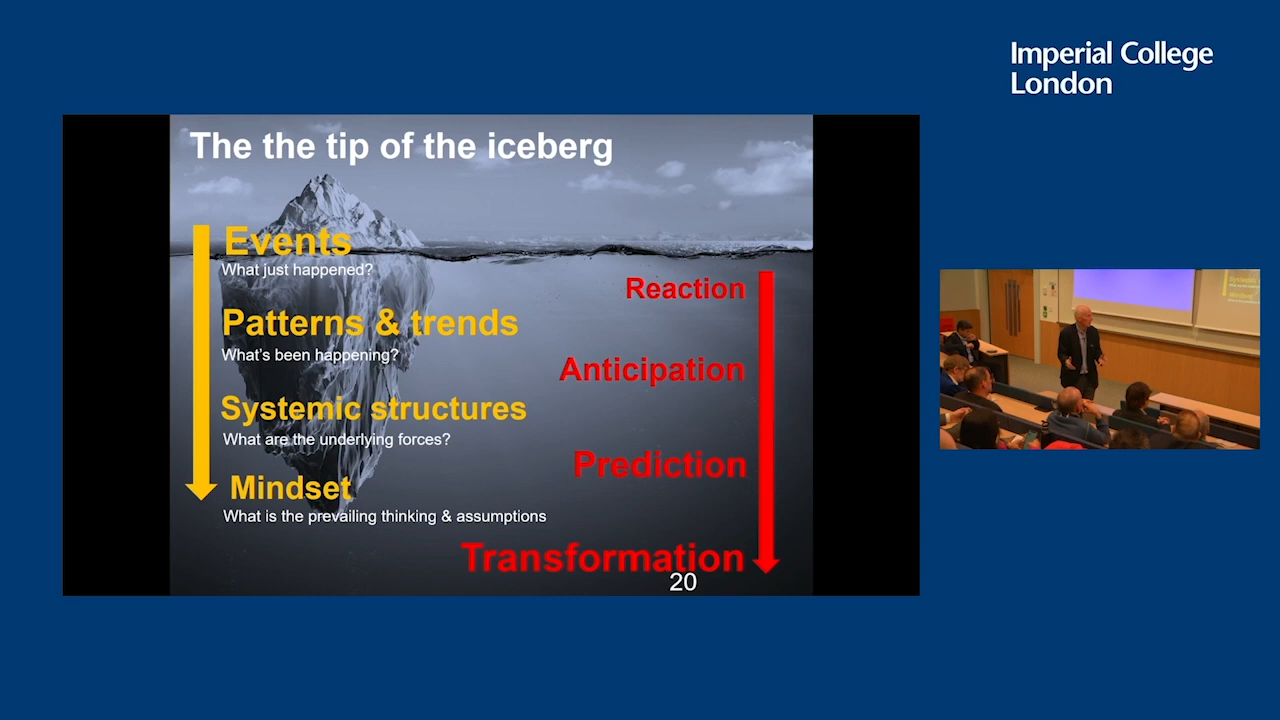 Imperial College
London
The the tip of the iceberg
Events
What just happened?
Patterns & trends
What's been happening?
Systemic structures
What are the underlying forces?
Mindset
What is the prevailing thinking & assumptions
Reaction
Anticipation
Prediction
Transformation
20